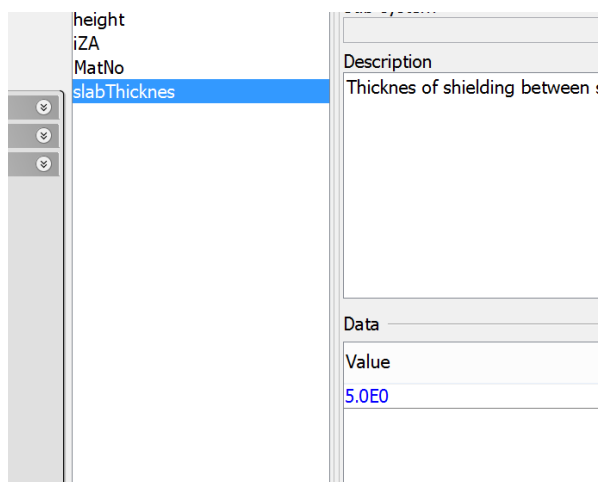 height
iZA
MatNo
slabThicknes
Description
Thicknes of shielding between
Data
Value
5.0E0